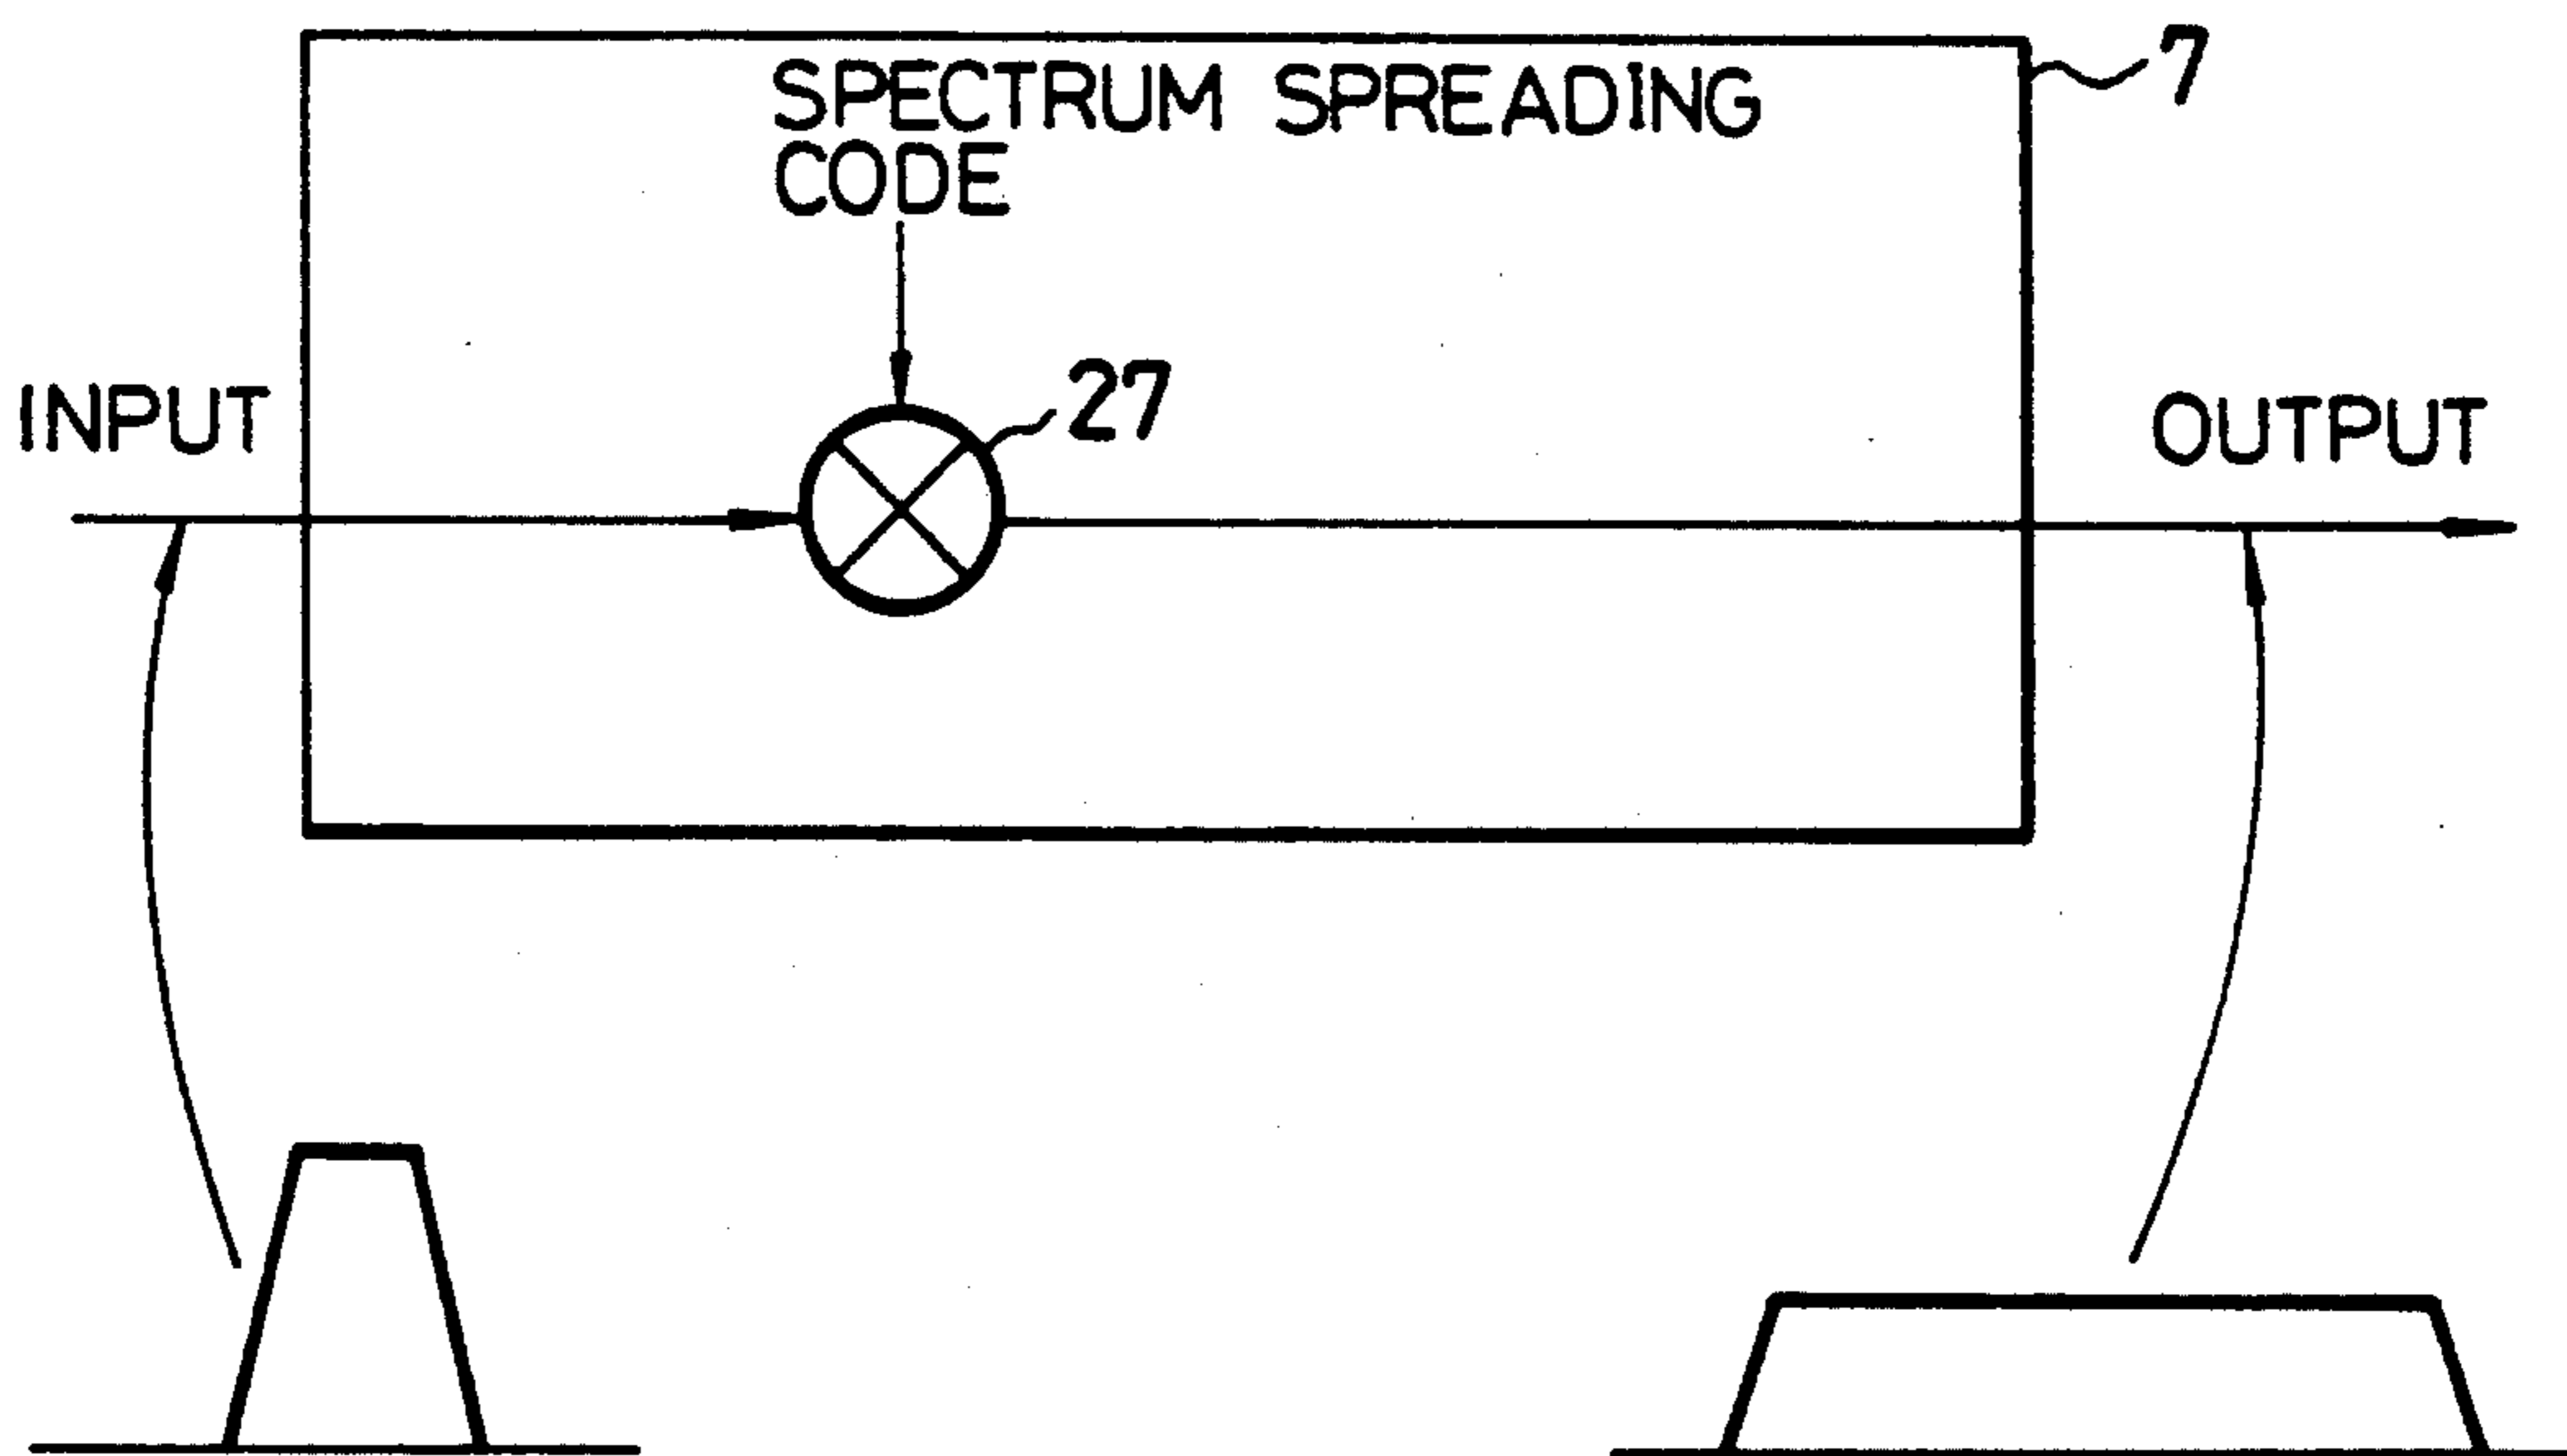 7
SPECTRUM SPREADING
CODE
27
INPUT
OUTPUT